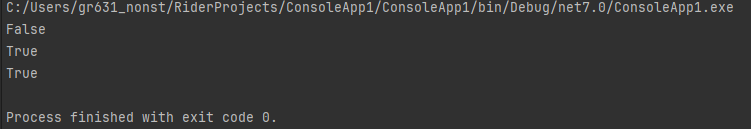 C:/Users/gr631_nonst/RiderProjects/ConsoleApp1/ConsoleApp1/bin/Debug/net7.0/ConsoleApp1.exe
False
True
True
Process finished with exit code 0.